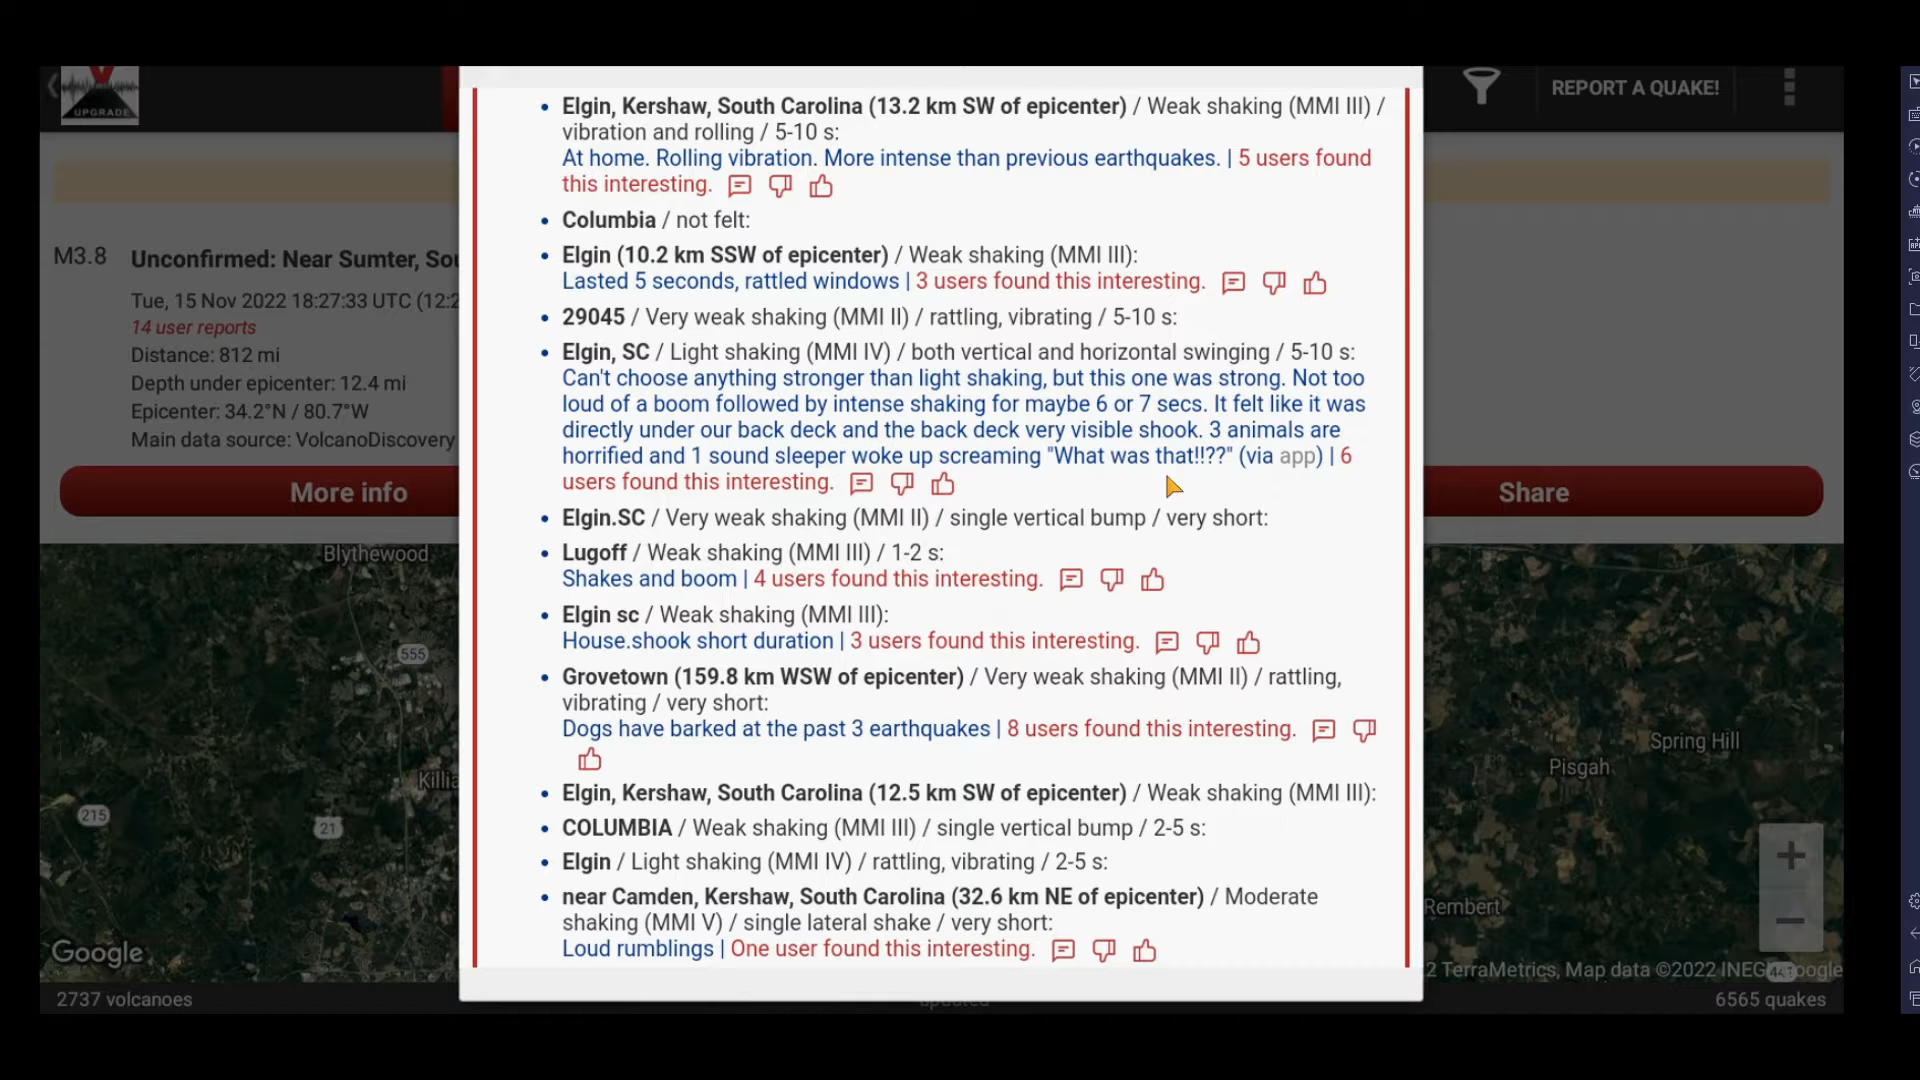 UPGRADE
REPORT A QUAKE!
M3.8
Unconfirmed: Near Sumter, Sou
Tue, 15 Nov 2022 18:27:33 UTC (12:2
14 user reports
Distance: 812 mi
Depth under epicenter: 12.4 mi
Epicenter: 34.2°N / 80.7°W
Main data source: VolcanoDiscovery
More info
Share
• Elgin, Kershaw, South Carolina (13.2 km SW of epicenter) / Weak shaking (MMI III) /
vibration and rolling / 5-10 s:
At home. Rolling vibration. More intense than previous earthquakes. | 5 users found
this interesting.
• Columbia / not felt:
• Elgin (10.2 km SSW of epicenter) / Weak shaking (MMI III):
Lasted 5 seconds, rattled windows | 3 users found this interesting.
• 29045 / Very weak shaking (MMI II) / rattling, vibrating / 5-10 s:
• Elgin, SC / Light shaking (MMI IV) / both vertical and horizontal swinging / 5-10 s:
Can't choose anything stronger than light shaking, but this one was strong. Not too
loud of a boom followed by intense shaking for maybe 6 or 7 secs. It felt like it was
directly under our back deck and the back deck very visible shook. 3 animals are
horrified and 1 sound sleeper woke up screaming "What was that!!??" (via app) | 6
users found this interesting.
• Elgin.SC / Very weak shaking (MMI II) / single vertical bump / very short:
• Lugoff / Weak shaking (MMI III) / 1-2 s:
Shakes and boom | 4 users found this interesting.
• Elgin sc / Weak shaking (MMI III):
House.shook short duration | 3 users found this interesting.
• Grovetown (159.8 km WSW of epicenter) / Very weak shaking (MMI II) / rattling,
vibrating / very short:
Dogs have barked at the past 3 earthquakes | 8 users found this interesting.
• Elgin, Kershaw, South Carolina (12.5 km SW of epicenter) / Weak shaking (MMI III):
• COLUMBIA / Weak shaking (MMI III) / single vertical bump / 2-5 s:
• Elgin / Light shaking (MMI IV) / rattling, vibrating / 2-5 s:
• near Camden, Kershaw, South Carolina (32.6 km NE of epicenter) / Moderate
shaking (MMI V) / single lateral shake / very short:
Loud rumblings | One user found this interesting.
Blythewood
555
Killia
215
21
Google
Spring Hill
Pisgah
Rembert
+
−
2 TerraMetrics, Map data ©2022 INEGI Google
2737 volcanoes
updated
6565 quakes